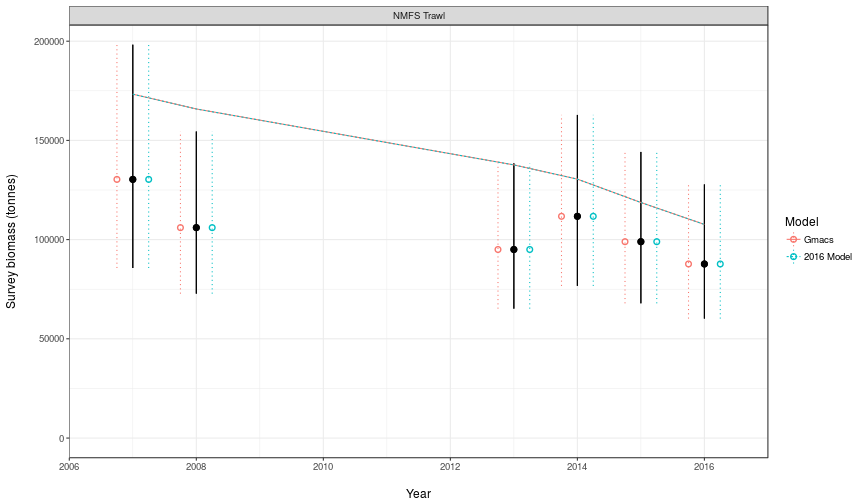 NMFS Trawl
200000
150000
100000
50000
0
Survey biomass (tonnes)
2006
2008
2010
2012
2014
2016
Year
Model
Gmacs
2016 Model